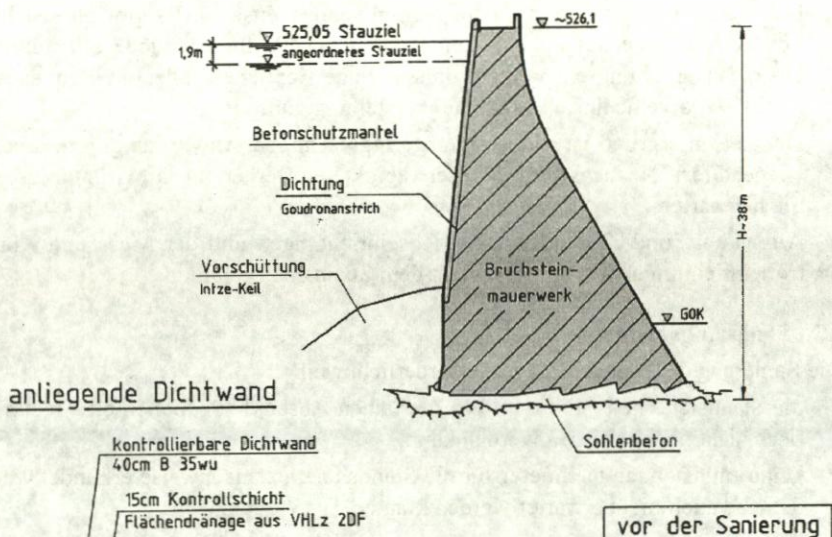 ~526,1
525,05 Stauziel
1,9m
angeordnetes Stauziel
Betonschutzmantel
Dichtung
Goudronanstrich
H~38m
Vorschüttung
Intze-Keil
Bruchstein-
mauerwerk
GOK
anliegende Dichtwand
Sohlenbeton
kontrollierbare Dichtwand
40cm B 35wu
15cm Kontrollschicht
Flächendränage aus VHLz 2DF
vor der Sanierung